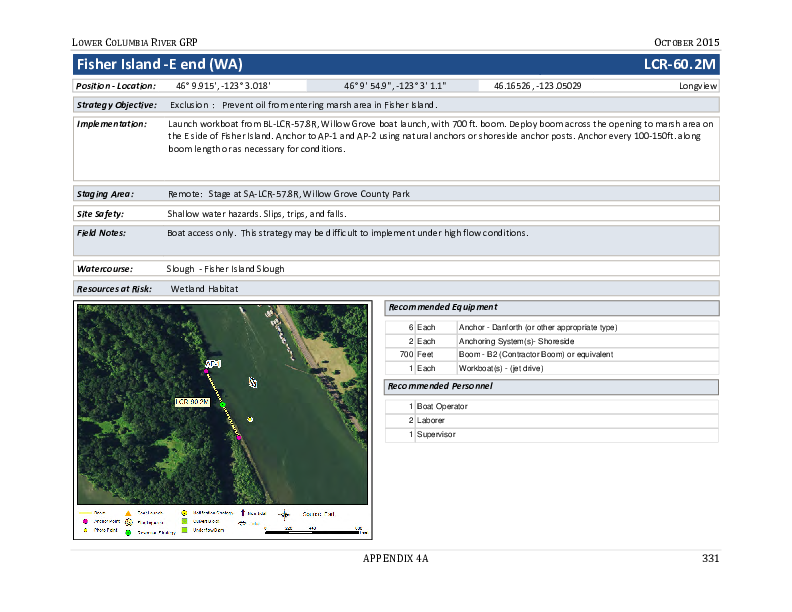 LOWER COLUMBIA RIVER GRP OCTOBER 2015
Fisher Island -E end (WA) LCR-60.2M
Position - Location: 46° 9.915', -123° 3.018' 46° 9' 54.9", -123° 3' 1.1" 46.16526 , -123.05029 Longview
Strategy Objective: Exclusion : Prevent oil from entering marsh area in Fisher Island.
Implementation: Launch workboat from BL-LCR-57.8R, Willow Grove boat launch, with 700 ft. boom. Deploy boom across the opening to marsh area on
the E side of Fisher Island. Anchor to AP-1 and AP-2 using natural anchors or shoreside anchor posts. Anchor every 100-150ft. along
boom length or as necessary for conditions.
Staging Area: Remote: Stage at SA-LCR-57.8R, Willow Grove County Park
Site Safety: Shallow water hazards. Slips, trips, and falls.
Field Notes: Boat access only. This strategy may be difficult to implement under high flow conditions.
Watercourse: Slough - Fisher Island Slough
Resources at Risk: Wetland Habitat
Recommended Equipment
6 Each Anchor - Danforth (or other appropriate type)
2 Each Anchoring System(s)- Shoreside
700 Feet Boom - B2 (Contractor Boom) or equivalent
1 Each Workboat(s) - (jet drive)
Recommended Personnel
1 Boat Operator
2 Laborer
1 Supervisor
LCR-60.2M
Anchor Point
Photo Point
APPENDIX 4A 331